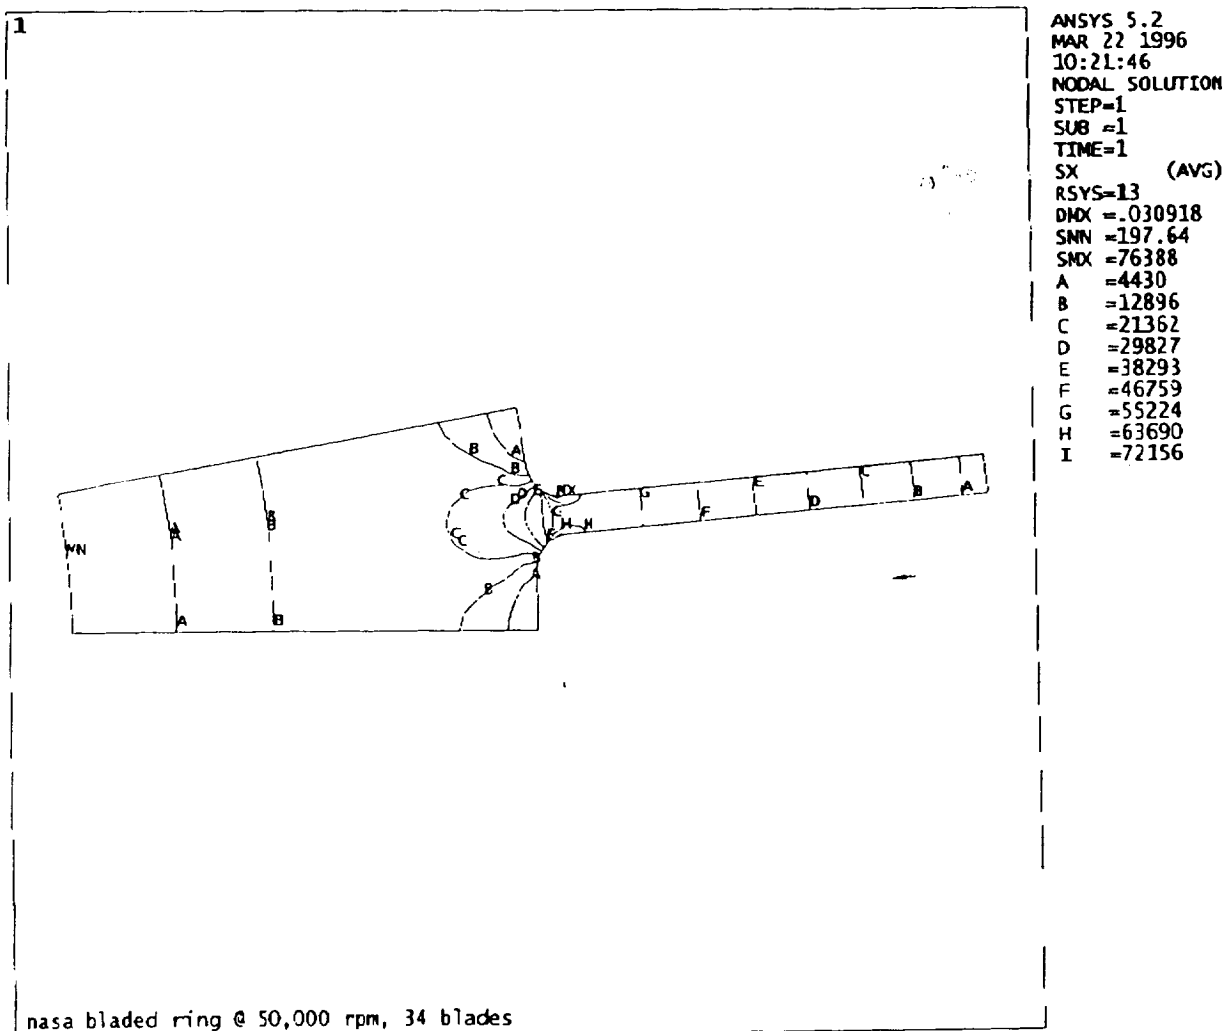 1
ANSYS 5.2
MAR 22 1996
10:21:46
NODAL SOLUTION
STEP=1
SUB =1
TIME=1
SX (AVG)
RSYS=13
DMX =.030918
SMN =197.64
SMX =76388
A =4430
B =12896
C =21362
D =29827
E =38293
F =46759
G =55224
H =63690
I =72156
B A
B
C
C D D E MX G E C B A
F D
C H H
C C
A B
MN
B A
A B
nasa bladed ring @ 50,000 rpm, 34 blades